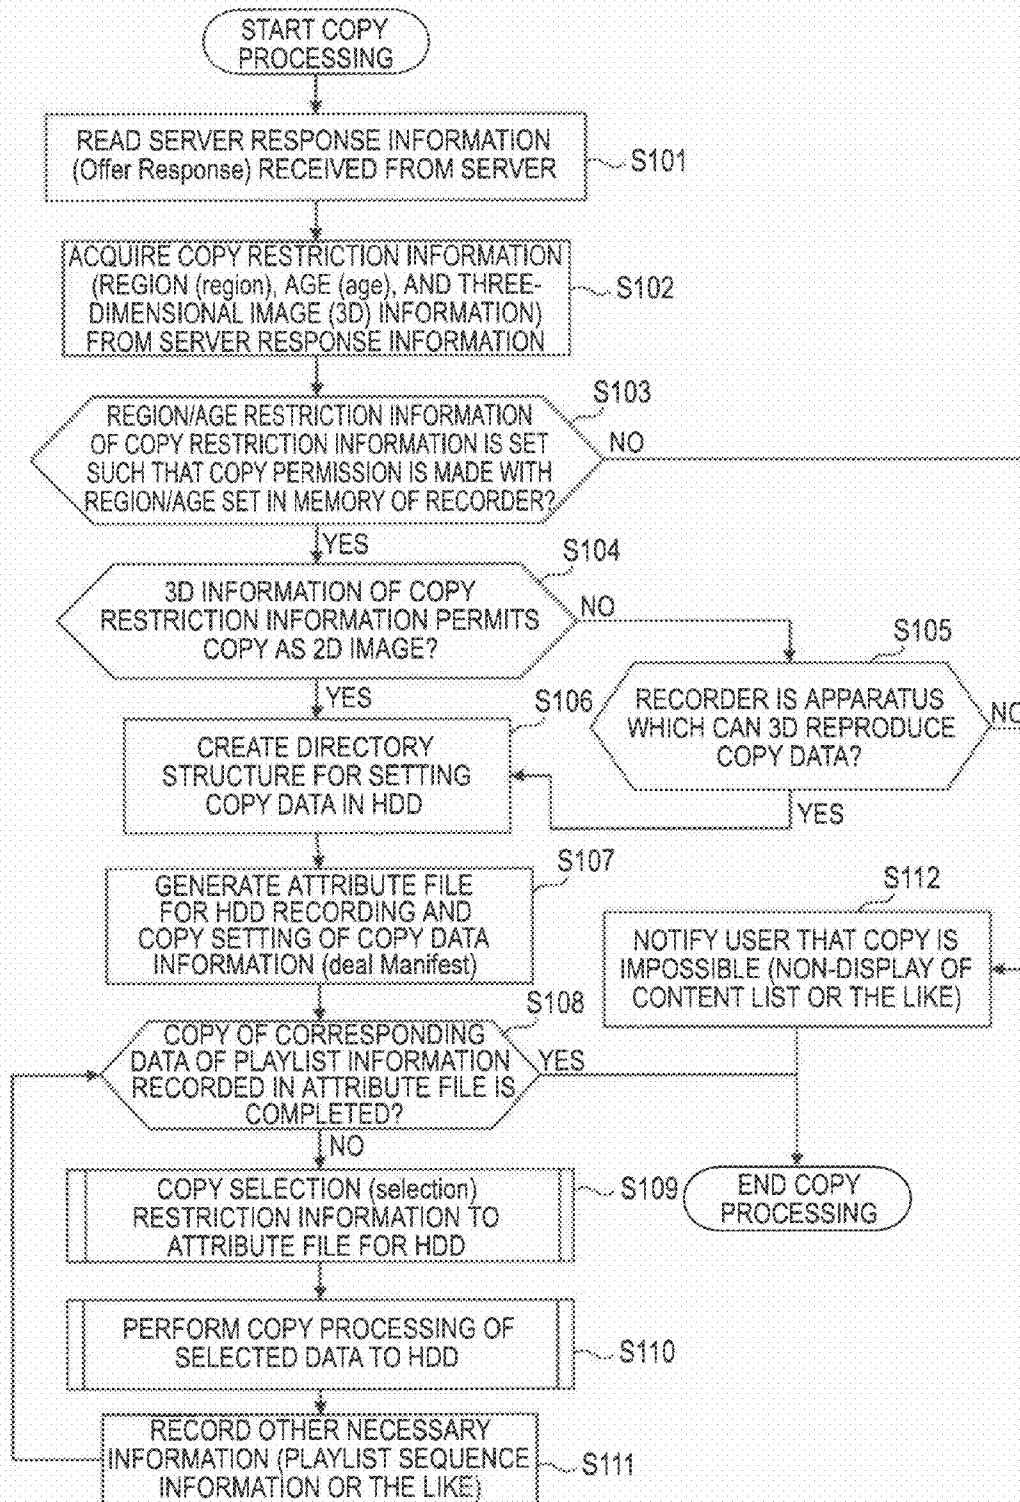 START COPY
PROCESSING
READ SERVER RESPONSE INFORMATION
(Offer Response) RECEIVED FROM SERVER
S101
ACQUIRE COPY RESTRICTION INFORMATION
(REGION (region), AGE (age), AND THREE-
DIMENSIONAL IMAGE (3D) INFORMATION)
FROM SERVER RESPONSE INFORMATION
S102
S103
REGION/AGE RESTRICTION INFORMATION
OF COPY RESTRICTION INFORMATION IS SET
SUCH THAT COPY PERMISSION IS MADE WITH
REGION/AGE SET IN MEMORY OF RECORDER?
NO
YES
S104
3D INFORMATION OF COPY
RESTRICTION INFORMATION PERMITS
COPY AS 2D IMAGE?
NO
YES
S105
RECORDER IS APPARATUS
WHICH CAN 3D REPRODUCE
COPY DATA?
NO
YES
S106
CREATE DIRECTORY
STRUCTURE FOR SETTING
COPY DATA IN HDD
S107
GENERATE ATTRIBUTE FILE
FOR HDD RECORDING AND
COPY SETTING OF COPY DATA
INFORMATION (deal Manifest)
S112
NOTIFY USER THAT COPY IS
IMPOSSIBLE (NON-DISPLAY OF
CONTENT LIST OR THE LIKE)
S108
COPY OF CORRESPONDING
DATA OF PLAYLIST INFORMATION
RECORDED IN ATTRIBUTE FILE IS
COMPLETED?
YES
NO
COPY SELECTION (selection)
RESTRICTION INFORMATION TO
ATTRIBUTE FILE FOR HDD
S109
END COPY
PROCESSING
PERFORM COPY PROCESSING OF
SELECTED DATA TO HDD
S110
RECORD OTHER NECESSARY
INFORMATION (PLAYLIST SEQUENCE
INFORMATION OR THE LIKE)
S111